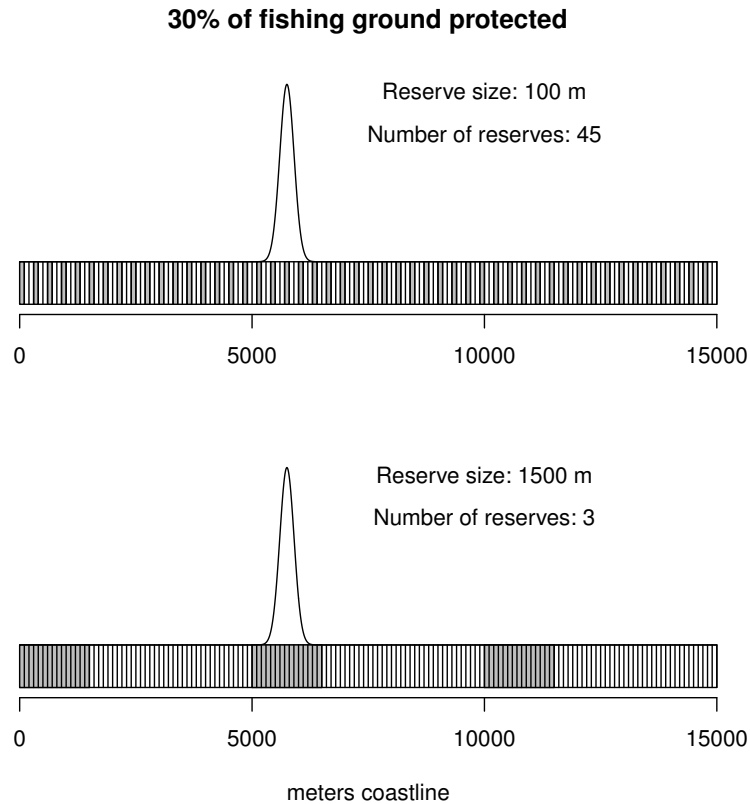 30% of fishing ground protected
Reserve size: 100 m
Number of reserves: 45
0 5000 10000 15000
Reserve size: 1500 m
Number of reserves: 3
0 5000 10000 15000
meters coastline